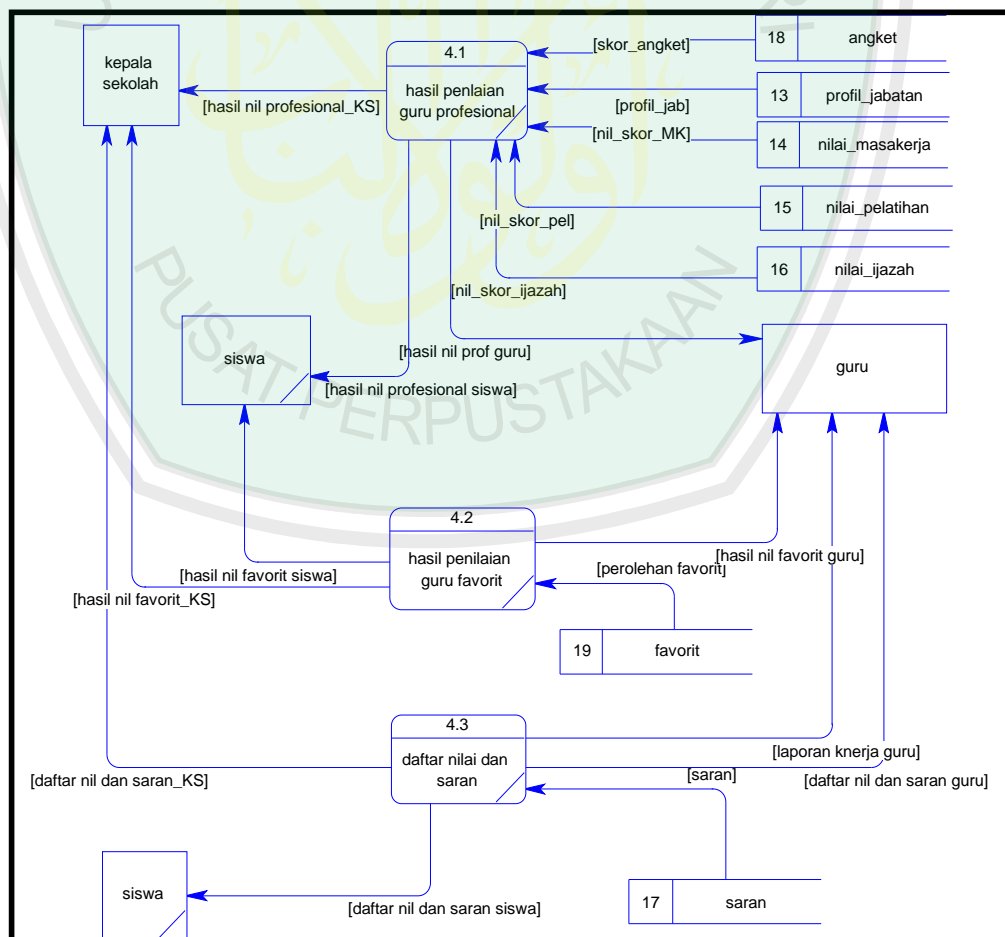 kepala
sekolah
4.1
hasil penlaian
guru profesional
[hasil nil profesional_KS]
[skor_angket]
18 angket
[profil_jab]
13 profil_jabatan
[nil_skor_MK]
14 nilai_masakerja
[nil_skor_pel]
15 nilai_pelatihan
[nil_skor_ijazah]
16 nilai_ijazah
PUSAT PERPUSTAKAAN
siswa
[hasil nil prof guru]
[hasil nil profesional siswa]
guru
4.2
hasil penilaian
guru favorit
[hasil nil favorit guru]
[hasil nil favorit siswa]
[perolehan favorit]
[hasil nil favorit_KS]
19 favorit
4.3
daftar nilai dan
saran
[laporan knerja guru]
[daftar nil dan saran_KS]
[saran]
[daftar nil dan saran guru]
siswa
[daftar nil dan saran siswa]
17 saran